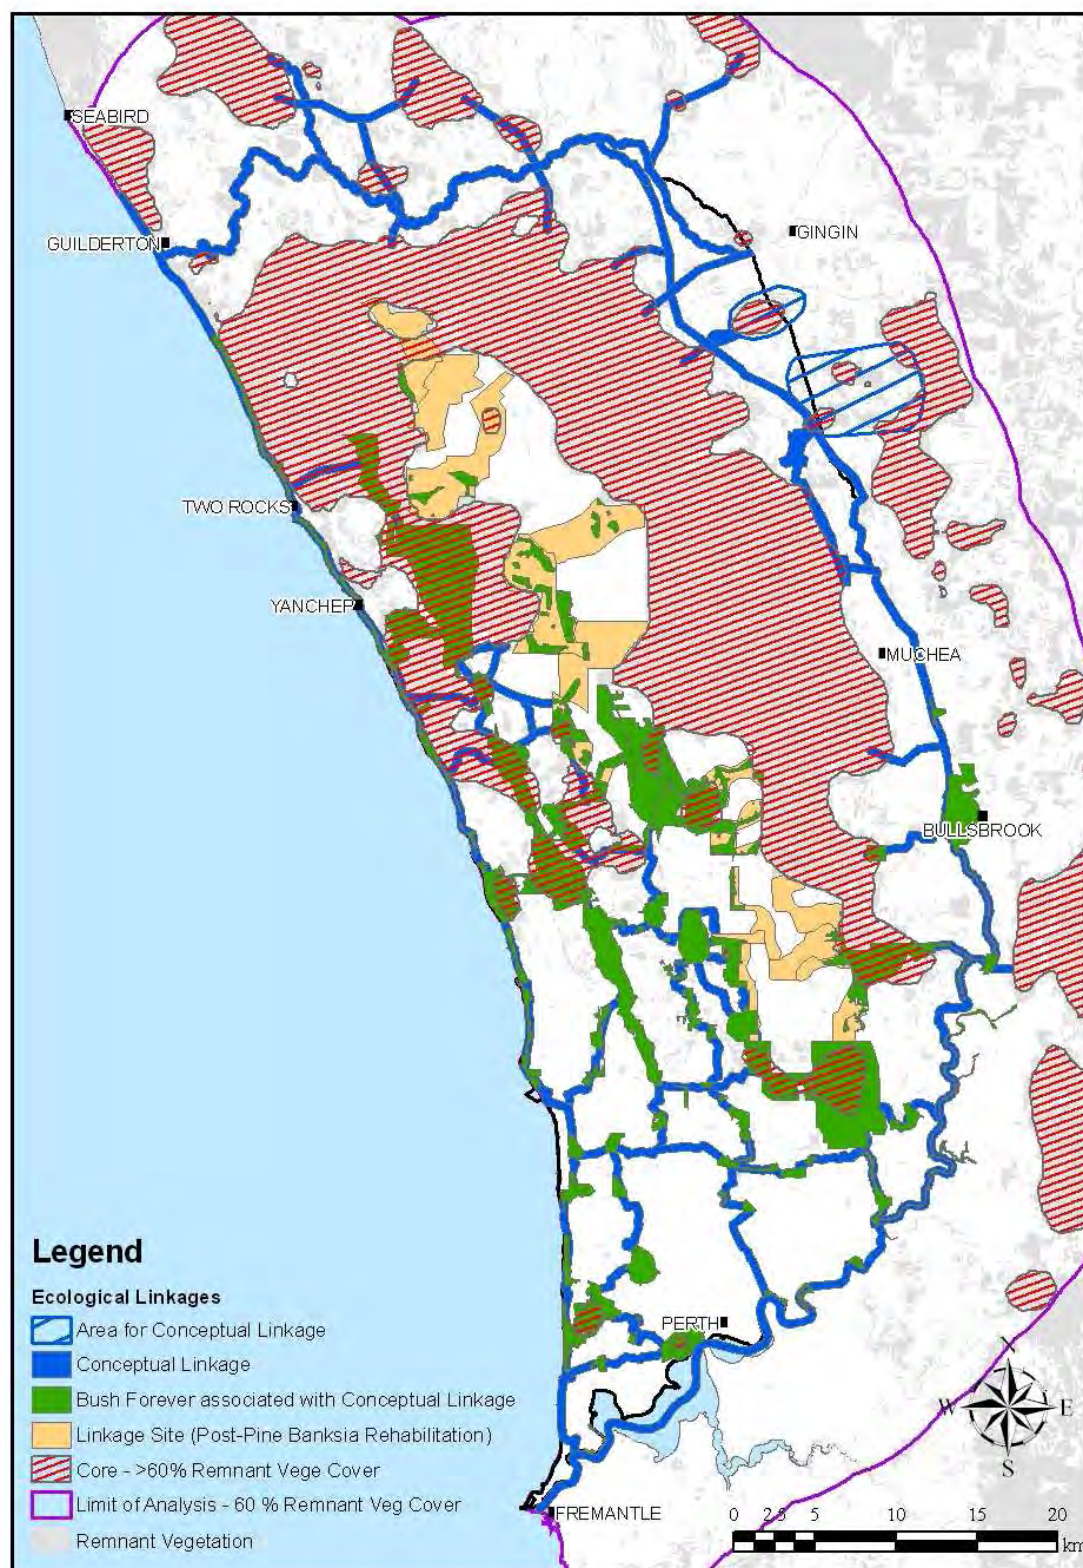 SEABIRD
GUILDERTON
GINGIN
TWO ROCKS
YANCHEP
MUCHEA
BULLSBROOK
Legend
Ecological Linkages
Area for Conceptual Linkage
Conceptual Linkage
Bush Forever associated with Conceptual Linkage
Linkage Site (Post-Pine Banksia Rehabilitation)
Core - >60% Remnant Vege Cover
Limit of Analysis - 60 % Remnant Veg Cover
Remnant Vegetation
PERTH
FREMANTLE
W E
S
0 2.5 5 10 15 20
km